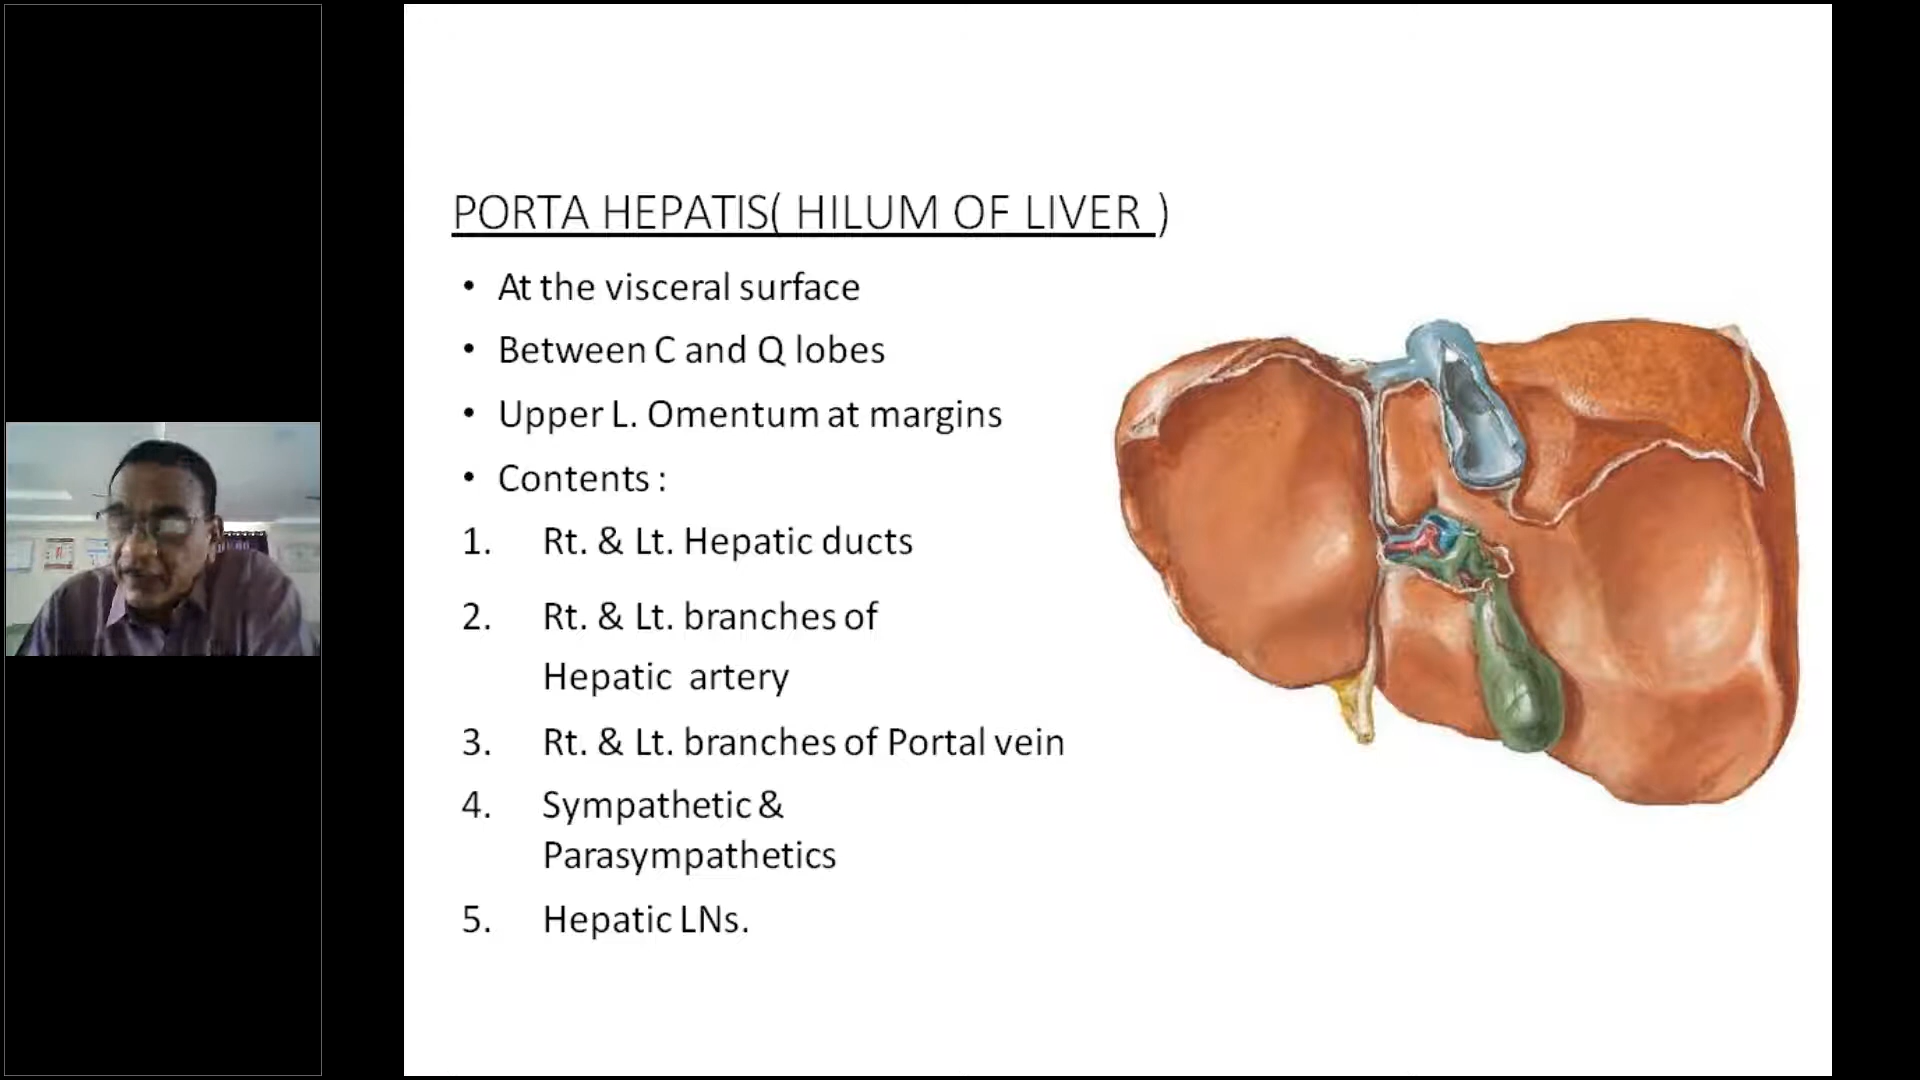 PORTA HEPATIS( HILUM OF LIVER )
• At the visceral surface
• Between C and Q lobes
• Upper L. Omentum at margins
• Contents :
1. Rt. & Lt. Hepatic ducts
2. Rt. & Lt. branches of
Hepatic artery
3. Rt. & Lt. branches of Portal vein
4. Sympathetic &
Parasympathetics
5. Hepatic LNs.